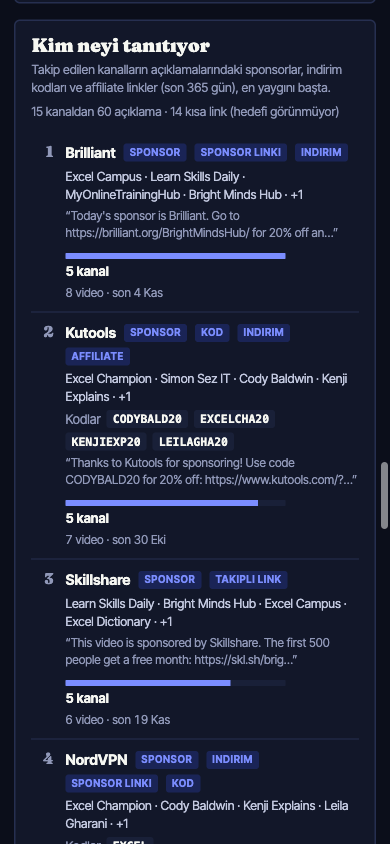 Kim neyi tanıtıyor
Takip edilen kanalların açıklamalarındaki sponsorlar, indirim
kodları ve affiliate linkler (son 365 gün), en yaygını başta.
15 kanaldan 60 açıklama · 14 kısa link (hedefi görünmüyor)
1 Brilliant SPONSOR SPONSOR LINKI INDIRIM
Excel Campus · Learn Skills Daily ·
MyOnlineTrainingHub · Bright Minds Hub · +1
“Today's sponsor is Brilliant. Go to
https://brilliant.org/BrightMindsHub/ for 20% off an…”
5 kanal
8 video · son 4 Kas
2 Kutools SPONSOR KOD INDIRIM
AFFILIATE
Excel Champion · Simon Sez IT · Cody Baldwin · Kenji
Explains · +1
Kodlar CODYBALD20 EXCELCHA20
KENJIEXP20 LEILAGHA20
“Thanks to Kutools for sponsoring! Use code
CODYBALD20 for 20% off: https://www.kutools.com/?…”
5 kanal
7 video · son 30 Eki
3 Skillshare SPONSOR TAKIPLI LINK
Learn Skills Daily · Bright Minds Hub · Excel Campus ·
Excel Dictionary · +1
“This video is sponsored by Skillshare. The first 500
people get a free month: https://skl.sh/brig…”
5 kanal
6 video · son 19 Kas
4 NordVPN SPONSOR INDIRIM
SPONSOR LINKI KOD
Excel Champion · Cody Baldwin · Kenji Explains · Leila
Gharani · +1
Kodlar EXCEL